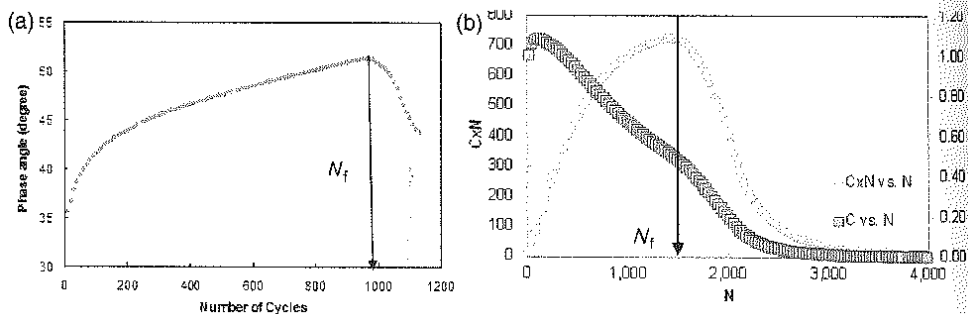 (a)
55
50
45
40
35
30
Phase angle (degree)
0 200 400 600 800 1000 1200
Number of Cycles
Nf
(b)
800
700
600
500
400
300
200
100
0
CxN
0 1,000 2,000 3,000 4,000
N
Nf
CxN vs. N
C vs. N
1.20
1.00
0.80
0.60
0.40
0.20
0.00